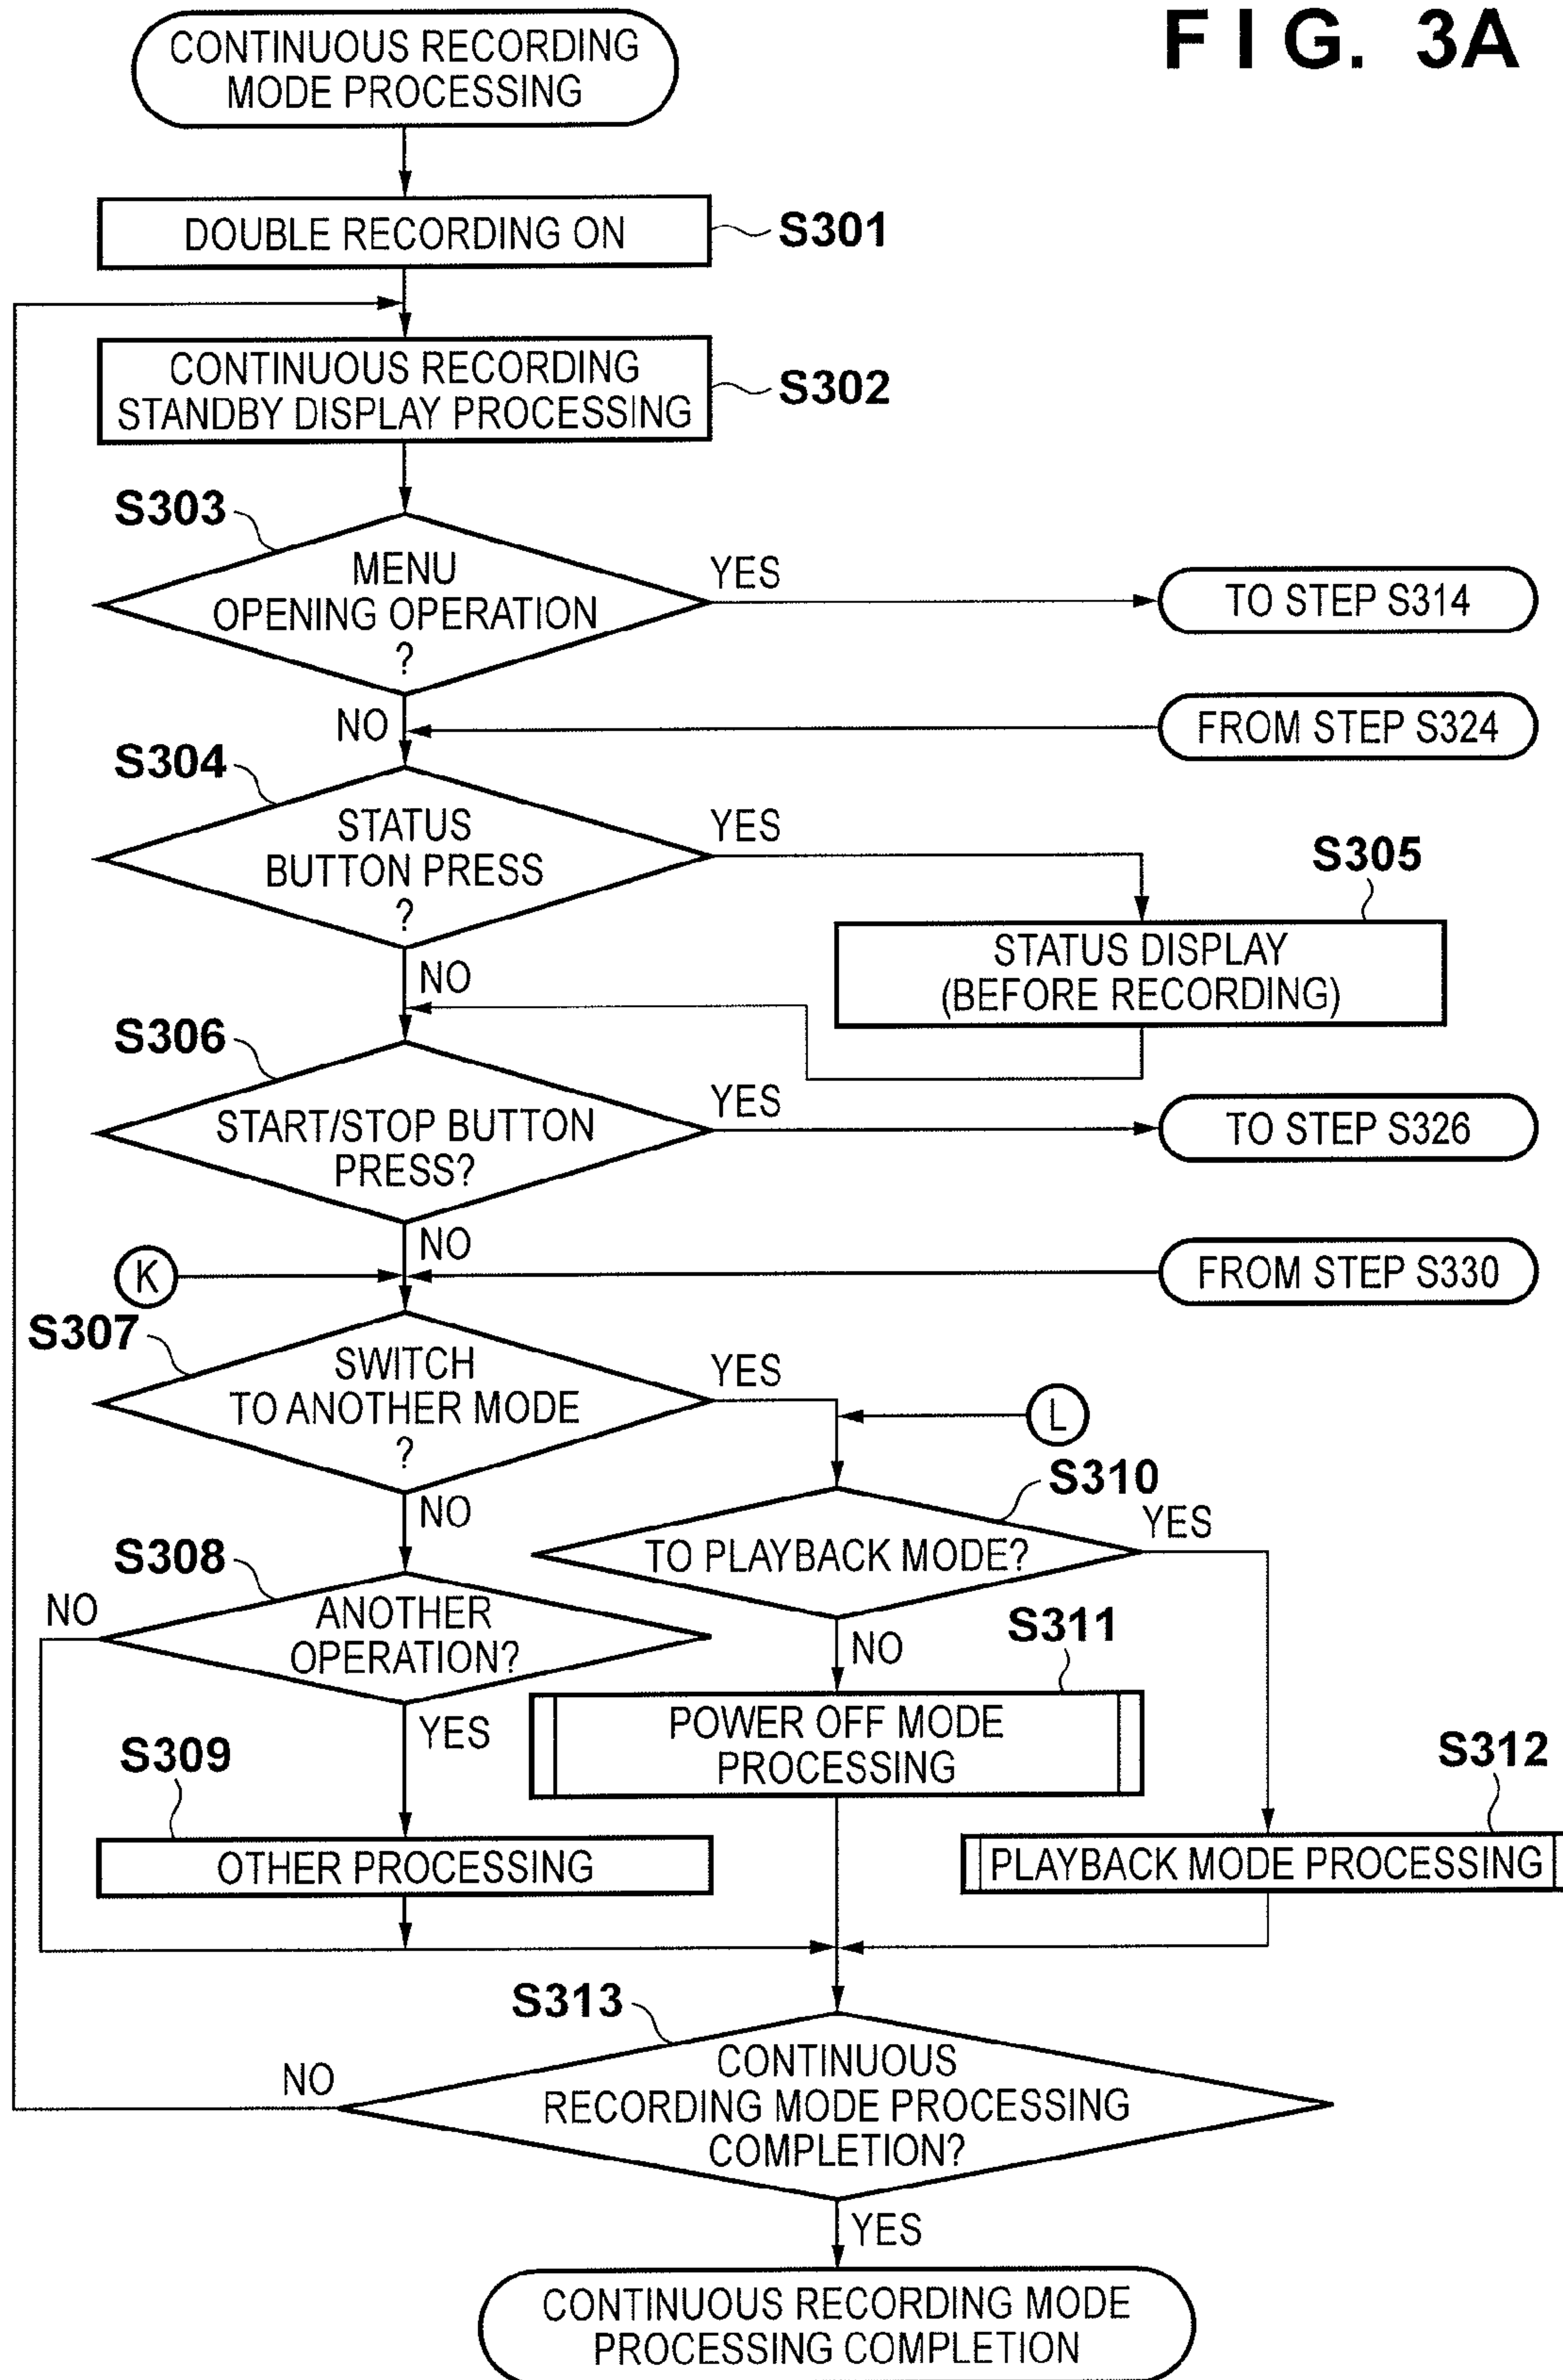 FIG. 3A
CONTINUOUS RECORDING
MODE PROCESSING
DOUBLE RECORDING ON
S301
CONTINUOUS RECORDING
STANDBY DISPLAY PROCESSING
S302
S303
MENU
OPENING OPERATION
?
YES
TO STEP S314
NO
FROM STEP S324
S304
STATUS
BUTTON PRESS
?
YES
S305
STATUS DISPLAY
(BEFORE RECORDING)
NO
S306
START/STOP BUTTON
PRESS?
YES
TO STEP S326
NO
K
FROM STEP S330
S307
SWITCH
TO ANOTHER MODE
?
YES
L
NO
S310
TO PLAYBACK MODE?
YES
S308
ANOTHER
OPERATION?
NO
YES
NO
S311
POWER OFF MODE
PROCESSING
S309
OTHER PROCESSING
S312
PLAYBACK MODE PROCESSING
S313
CONTINUOUS
RECORDING MODE PROCESSING
COMPLETION?
NO
YES
CONTINUOUS RECORDING MODE
PROCESSING COMPLETION